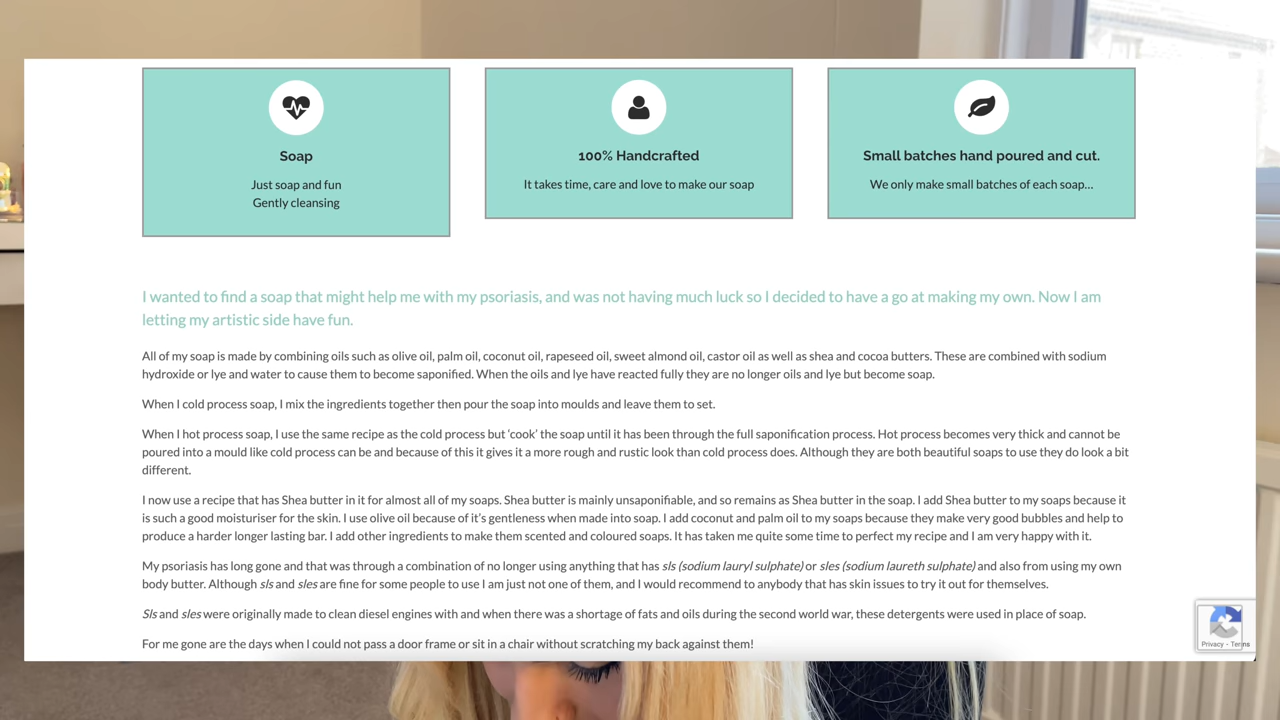 Soap
Just soap and fun
Gently cleansing
100% Handcrafted
It takes time, care and love to make our soap
Small batches hand poured and cut.
We only make small batches of each soap...
I wanted to find a soap that might help me with my psoriasis, and was not having much luck so I decided to have a go at making my own. Now I am
letting my artistic side have fun.
All of my soap is made by combining oils such as olive oil, palm oil, coconut oil, rapeseed oil, sweet almond oil, castor oil as well as shea and cocoa butters. These are combined with sodium
hydroxide or lye and water to cause them to become saponified. When the oils and lye have reacted fully they are no longer oils and lye but become soap.
When I cold process soap, I mix the ingredients together then pour the soap into moulds and leave them to set.
When I hot process soap, I use the same recipe as the cold process but ‘cook’ the soap until it has been through the full saponification process. Hot process becomes very thick and cannot be
poured into a mould like cold process can be and because of this it gives it a more rough and rustic look than cold process does. Although they are both beautiful soaps to use they do look a bit
different.
I now use a recipe that has Shea butter in it for almost all of my soaps. Shea butter is mainly unsaponifiable, and so remains as Shea butter in the soap. I add Shea butter to my soaps because it
is such a good moisturiser for the skin. I use olive oil because of it’s gentleness when made into soap. I add coconut and palm oil to my soaps because they make very good bubbles and help to
produce a harder longer lasting bar. I add other ingredients to make them scented and coloured soaps. It has taken me quite some time to perfect my recipe and I am very happy with it.
My psoriasis has long gone and that was through a combination of no longer using anything that has sls (sodium lauryl sulphate) or sles (sodium laureth sulphate) and also from using my own
body butter. Although sls and sles are fine for some people to use I am just not one of them, and I would recommend to anybody that has skin issues to try it out for themselves.
Sls and sles were originally made to clean diesel engines with and when there was a shortage of fats and oils during the second world war, these detergents were used in place of soap.
For me gone are the days when I could not pass a door frame or sit in a hair without scratching my back against them!
Privacy - Terms